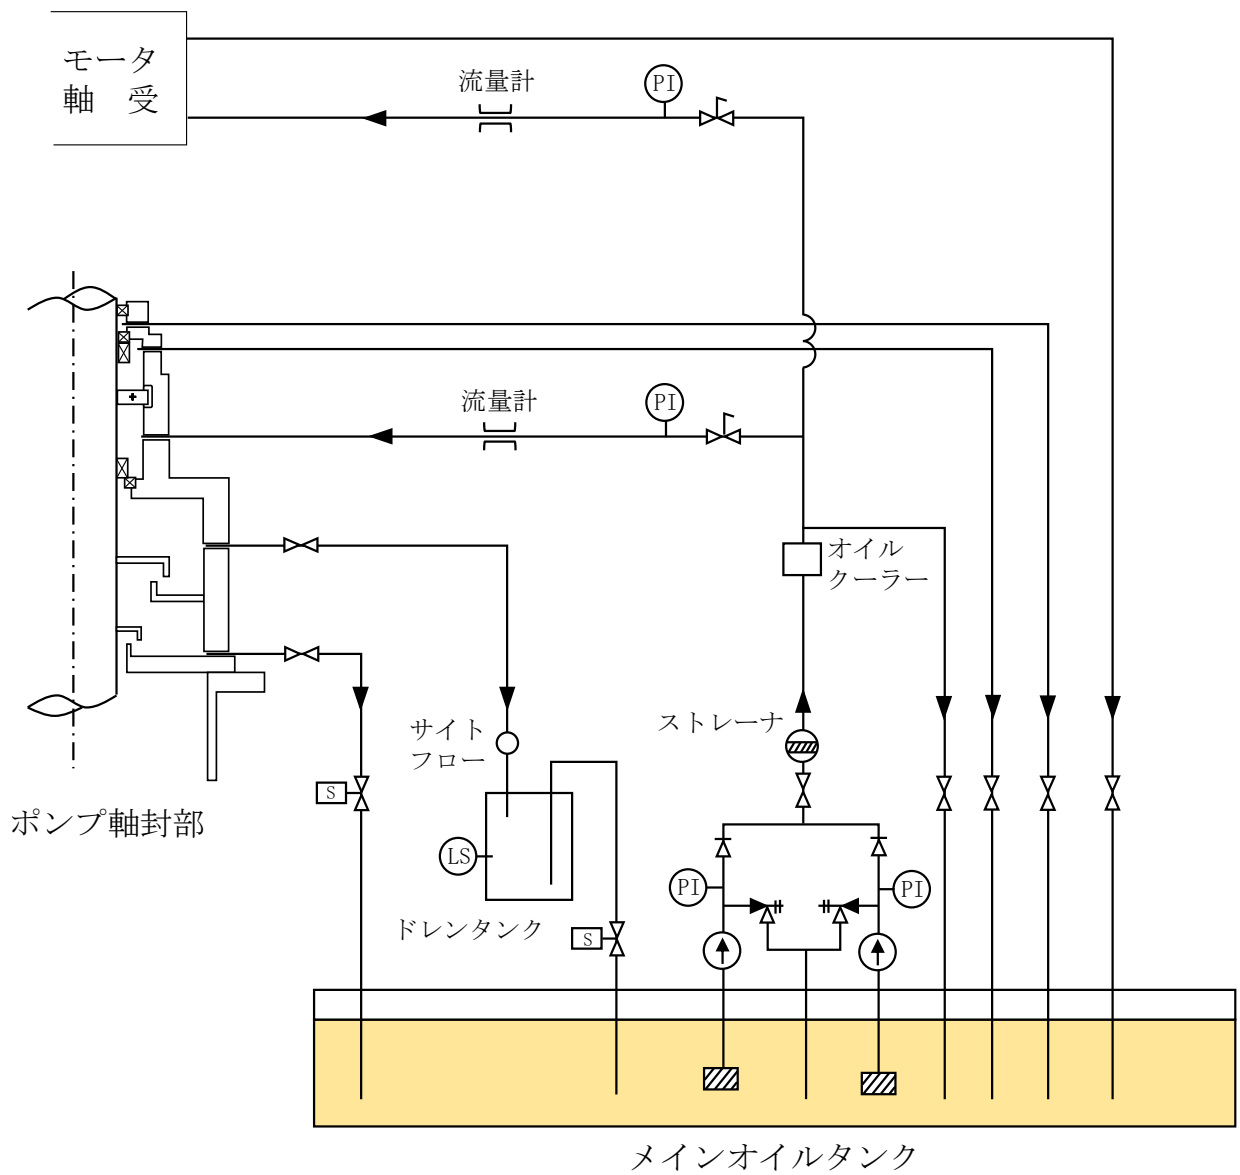 モータ
軸　受
流量計
PI
流量計
PI
オイル
クーラー
サイト
フロー
ストレーナ
S
ポンプ軸封部
LS
PI
PI
ドレンタンク
S
メインオイルタンク